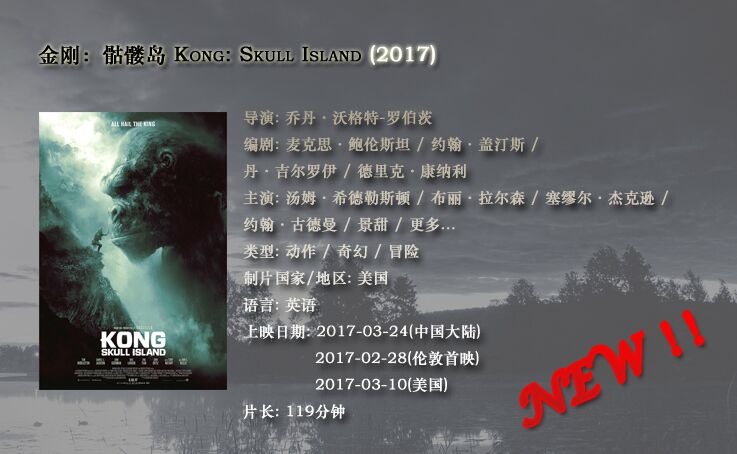 金刚：骷髅岛 KONG: SKULL ISLAND (2017)
ALL HAIL THE KING
KONG
SKULL ISLAND
导演: 乔丹·沃格特-罗伯茨
编剧: 麦克思·鲍伦斯坦 / 约翰·盖汀斯 /
丹·吉尔罗伊 / 德里克·康纳利
主演: 汤姆·希德勒斯顿 / 布丽·拉尔森 / 塞缪尔·杰克逊 /
约翰·古德曼 / 景甜 / 更多...
类型: 动作 / 奇幻 / 冒险
制片国家/地区: 美国
语言: 英语
上映日期: 2017-03-24(中国大陆)
2017-02-28(伦敦首映)
2017-03-10(美国)
片长: 119分钟
NEW !!